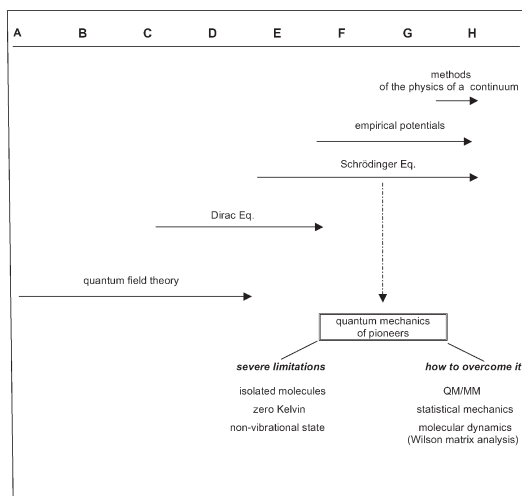 A B C D E F G H
methods
of the physics of a continuum
empirical potentials
Schrödinger Eq.
Dirac Eq.
quantum field theory
quantum mechanics
of pioneers
severe limitations
isolated molecules
zero Kelvin
non-vibrational state
how to overcome it
QM/MM
statistical mechanics
molecular dynamics
(Wilson matrix analysis)